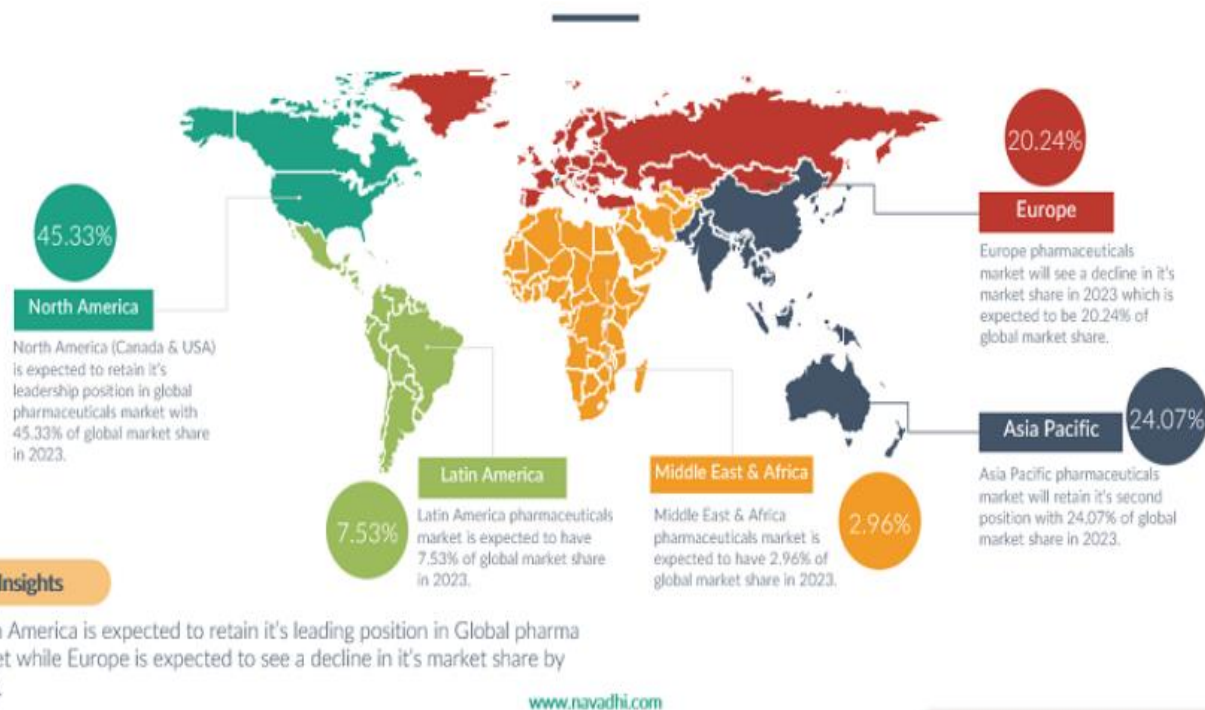 45.33%
North America
North America (Canada & USA)
is expected to retain it's
leadership position in global
pharmaceuticals market with
45.33% of global market share
in 2023.
20.24%
Europe
Europe pharmaceuticals
market will see a decline in it's
market share in 2023 which is
expected to be 20.24% of
global market share.
Asia Pacific
24.07%
Asia Pacific pharmaceuticals
market will retain it's second
position with 24.07% of global
market share in 2023.
Latin America
7.53%
Latin America pharmaceuticals
market is expected to have
7.53% of global market share
in 2023.
Middle East & Africa
2.96%
Middle East & Africa
pharmaceuticals market is
expected to have 2.96% of
global market share in 2023.
Insights
America is expected to retain it's leading position in Global pharma
while Europe is expected to see a decline in it's market share by
www.navadhi.com